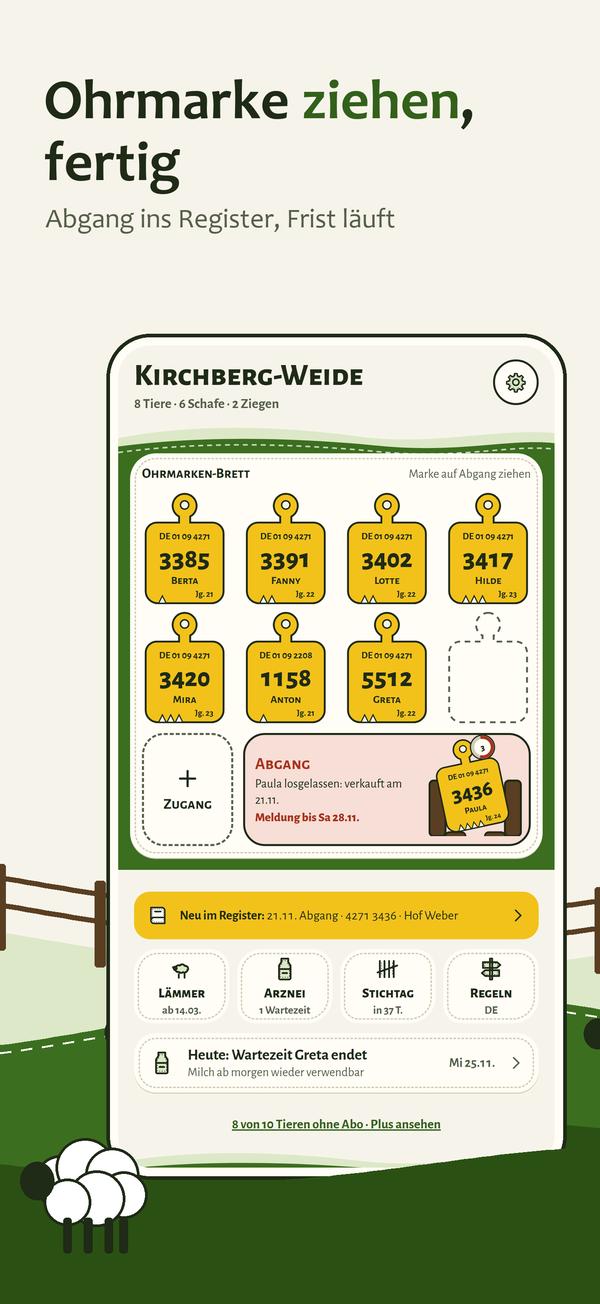 Ohrmarke ziehen,
fertig
Abgang ins Register, Frist läuft
Kirchberg-Weide
8 Tiere · 6 Schafe · 2 Ziegen
Ohrmarken-Brett
Marke auf Abgang ziehen
DE 01 09 4271
3385
Berta
Jg. 21
DE 01 09 4271
3391
Fanny
Jg. 22
DE 01 09 4271
3402
Lotte
Jg. 22
DE 01 09 4271
3417
Hilde
Jg. 23
DE 01 09 4271
3420
Mira
Jg. 23
DE 01 09 2208
1158
Anton
Jg. 21
DE 01 09 4271
5512
Greta
Jg. 22
+
Zugang
Abgang
Paula losgelassen: verkauft am
21.11.
Meldung bis Sa 28.11.
3
DE 01 09 4271
3436
Paula
Jg. 24
Neu im Register: 21.11. Abgang · 4271 3436 · Hof Weber
Lämmer
ab 14.03.
Arznei
1 Wartezeit
Stichtag
in 37 T.
Regeln
DE
Heute: Wartezeit Greta endet
Milch ab morgen wieder verwendbar
Mi 25.11.
8 von 10 Tieren ohne Abo · Plus ansehen